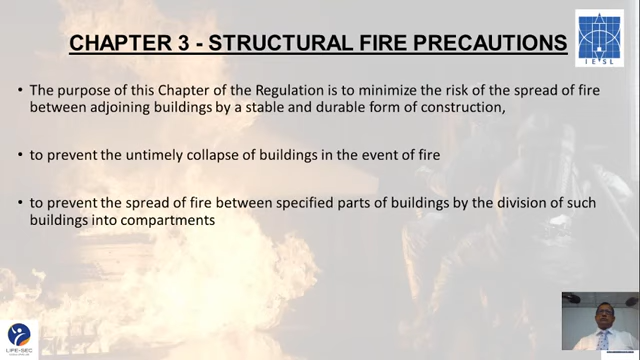 CHAPTER 3 - STRUCTURAL FIRE PRECAUTIONS
IESL
• The purpose of this Chapter of the Regulation is to minimize the risk of the spread of fire
between adjoining buildings by a stable and durable form of construction,
• to prevent the untimely collapse of buildings in the event of fire
• to prevent the spread of fire between specified parts of buildings by the division of such
buildings into compartments
LIFE-SEC